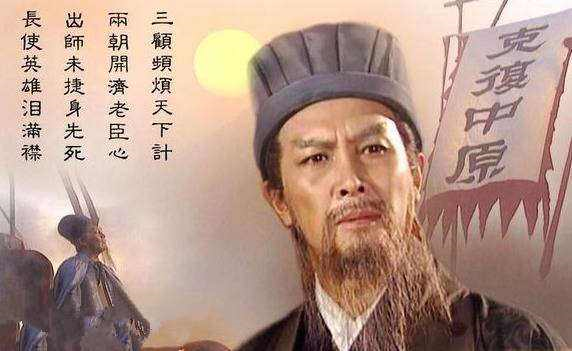 三顧頻煩天下計
兩朝開濟老臣心
出師未捷身先死
長使英雄泪滿襟
克復中原